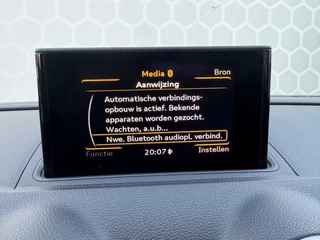 Media Bron
Aanwijzing
Automatische verbindings-
opbouw is actief. Bekende
apparaten worden gezocht.
Wachten, a.u.b...
Nwe. Bluetooth audiopl. verbind.
Functie 20:07 Instellen